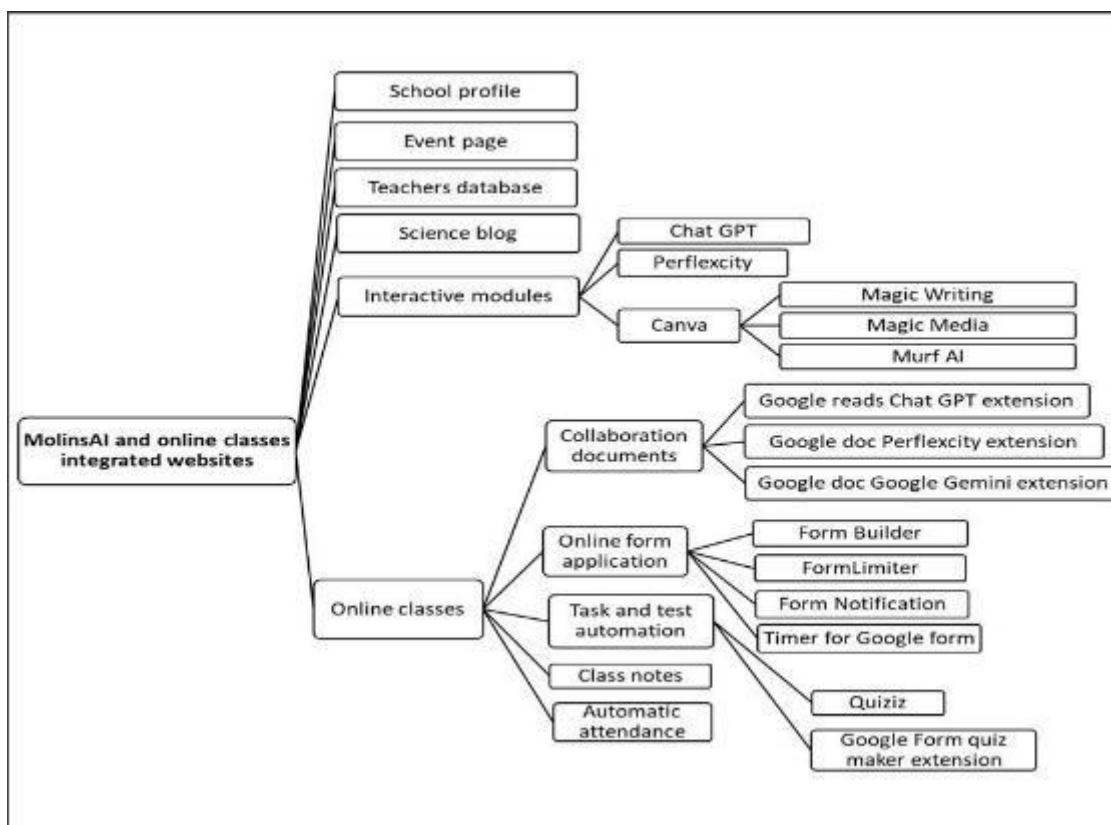 School profile
Event page
Teachers database
Science blog
Interactive modules
Chat GPT
Perflexcity
Canva
Magic Writing
Magic Media
Murf AI
MolinsAI and online classes
integrated websites
Online classes
Collaboration
documents
Google reads Chat GPT extension
Google doc Perflexcity extension
Google doc Google Gemini extension
Online form
application
Form Builder
FormLimiter
Form Notification
Timer for Google form
Task and test
automation
Quiziz
Google Form quiz
maker extension
Class notes
Automatic
attendance